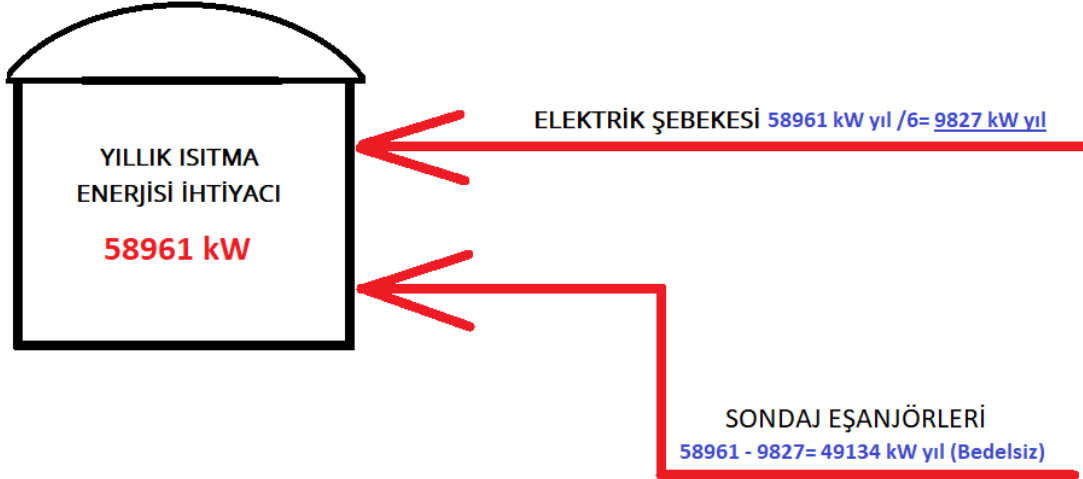 ELEKTRİK ŞEBEKESİ 58961 kW yıl /6= 9827 kW yıl
YILLIK ISITMA
ENERJİSİ İHTİYACI
58961 kW
SONDAJ EŞANJÖRLERİ
58961 - 9827= 49134 kW yıl (Bedelsiz)